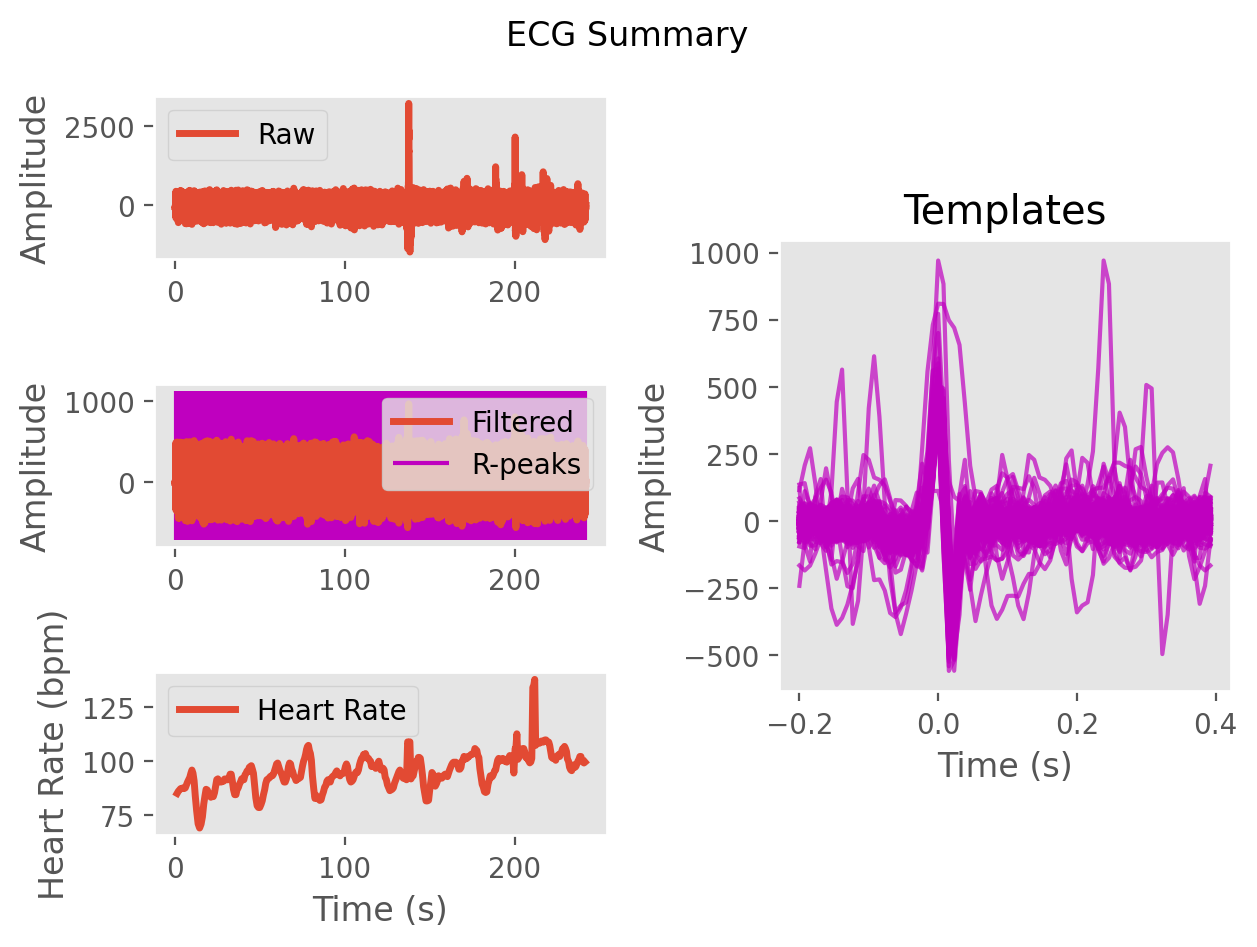 ECG Summary
Amplitude
2500
0
Raw
0 100 200
Amplitude
1000
0
Filtered
R-peaks
0 100 200
Heart Rate (bpm)
125
100
75
Heart Rate
0 100 200
Time (s)
Templates
Amplitude
1000
750
500
250
0
−250
−500
−0.2 0.0 0.2 0.4
Time (s)